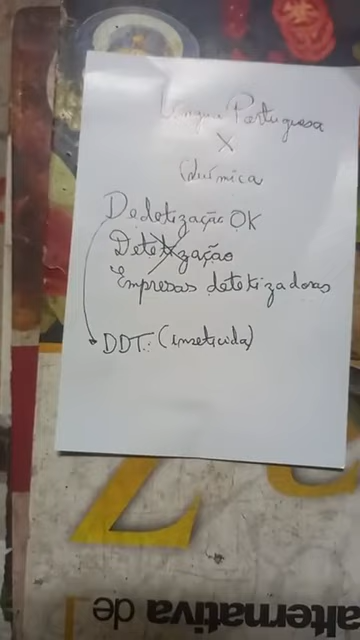 Língua Portuguesa
X
Química
Dedetização OK
Detetização
Empresas detetizadoras
DDT: (inseticida)
alternativa de